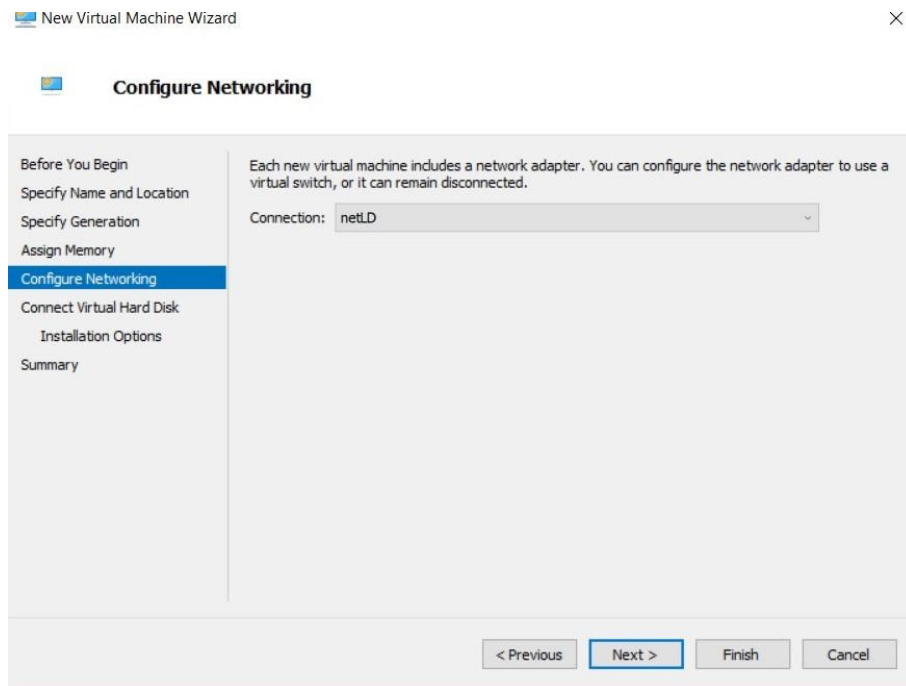 New Virtual Machine Wizard
Configure Networking
Before You Begin
Specify Name and Location
Specify Generation
Assign Memory
Configure Networking
Connect Virtual Hard Disk
Installation Options
Summary
Each new virtual machine includes a network adapter. You can configure the network adapter to use a
virtual switch, or it can remain disconnected.
Connection: netLD
< Previous Next > Finish Cancel